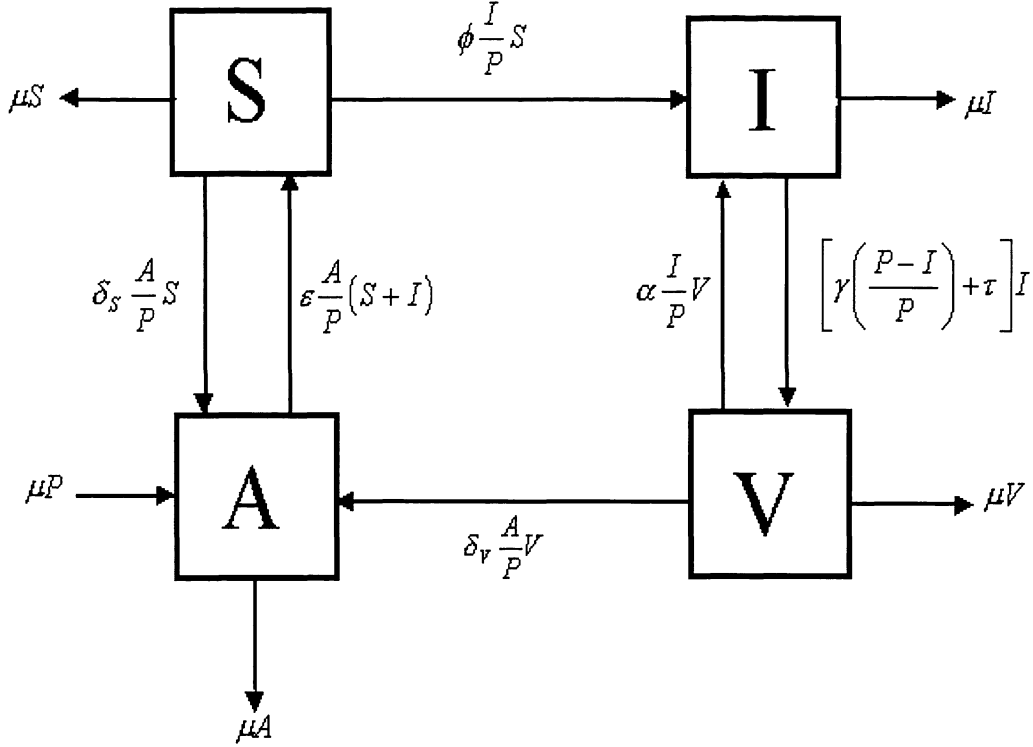 ϕ I/P S
S
I
μS
μI
δ_S A/P S
ε A/P (S + I)
α I/P V
[γ((P − I)/P) + τ]I
A
V
μP
μV
δ_V A/P V
μA